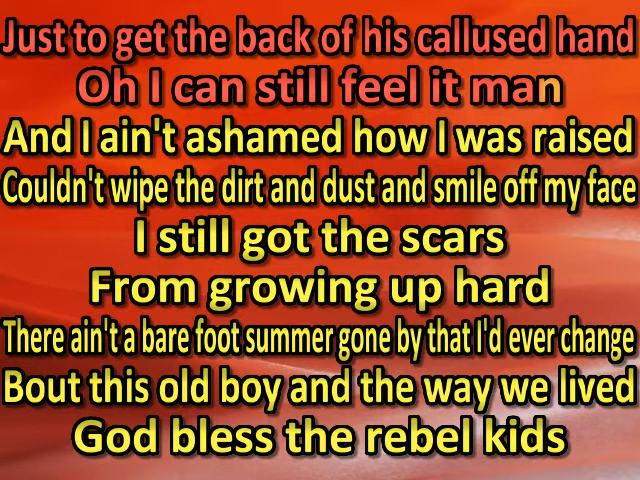 Just to get the back of his callused hand
Oh I can still feel it man
And I ain't ashamed how I was raised
Couldn't wipe the dirt and dust and smile off my face
I still got the scars
From growing up hard
There ain't a bare foot summer gone by that I'd ever change
Bout this old boy and the way we lived
God bless the rebel kids